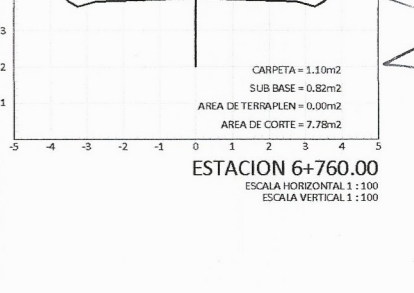 3
2
CARPETA = 1.10m2
SUB BASE = 0.82m2
1
AREA DE TERRAPLEN = 0.00m2
AREA DE CORTE = 7.78m2
-5 -4 -3 -2 -1 0 1 2 3 4 5
ESTACION 6+760.00
ESCALA HORIZONTAL 1 : 100
ESCALA VERTICAL 1 : 100